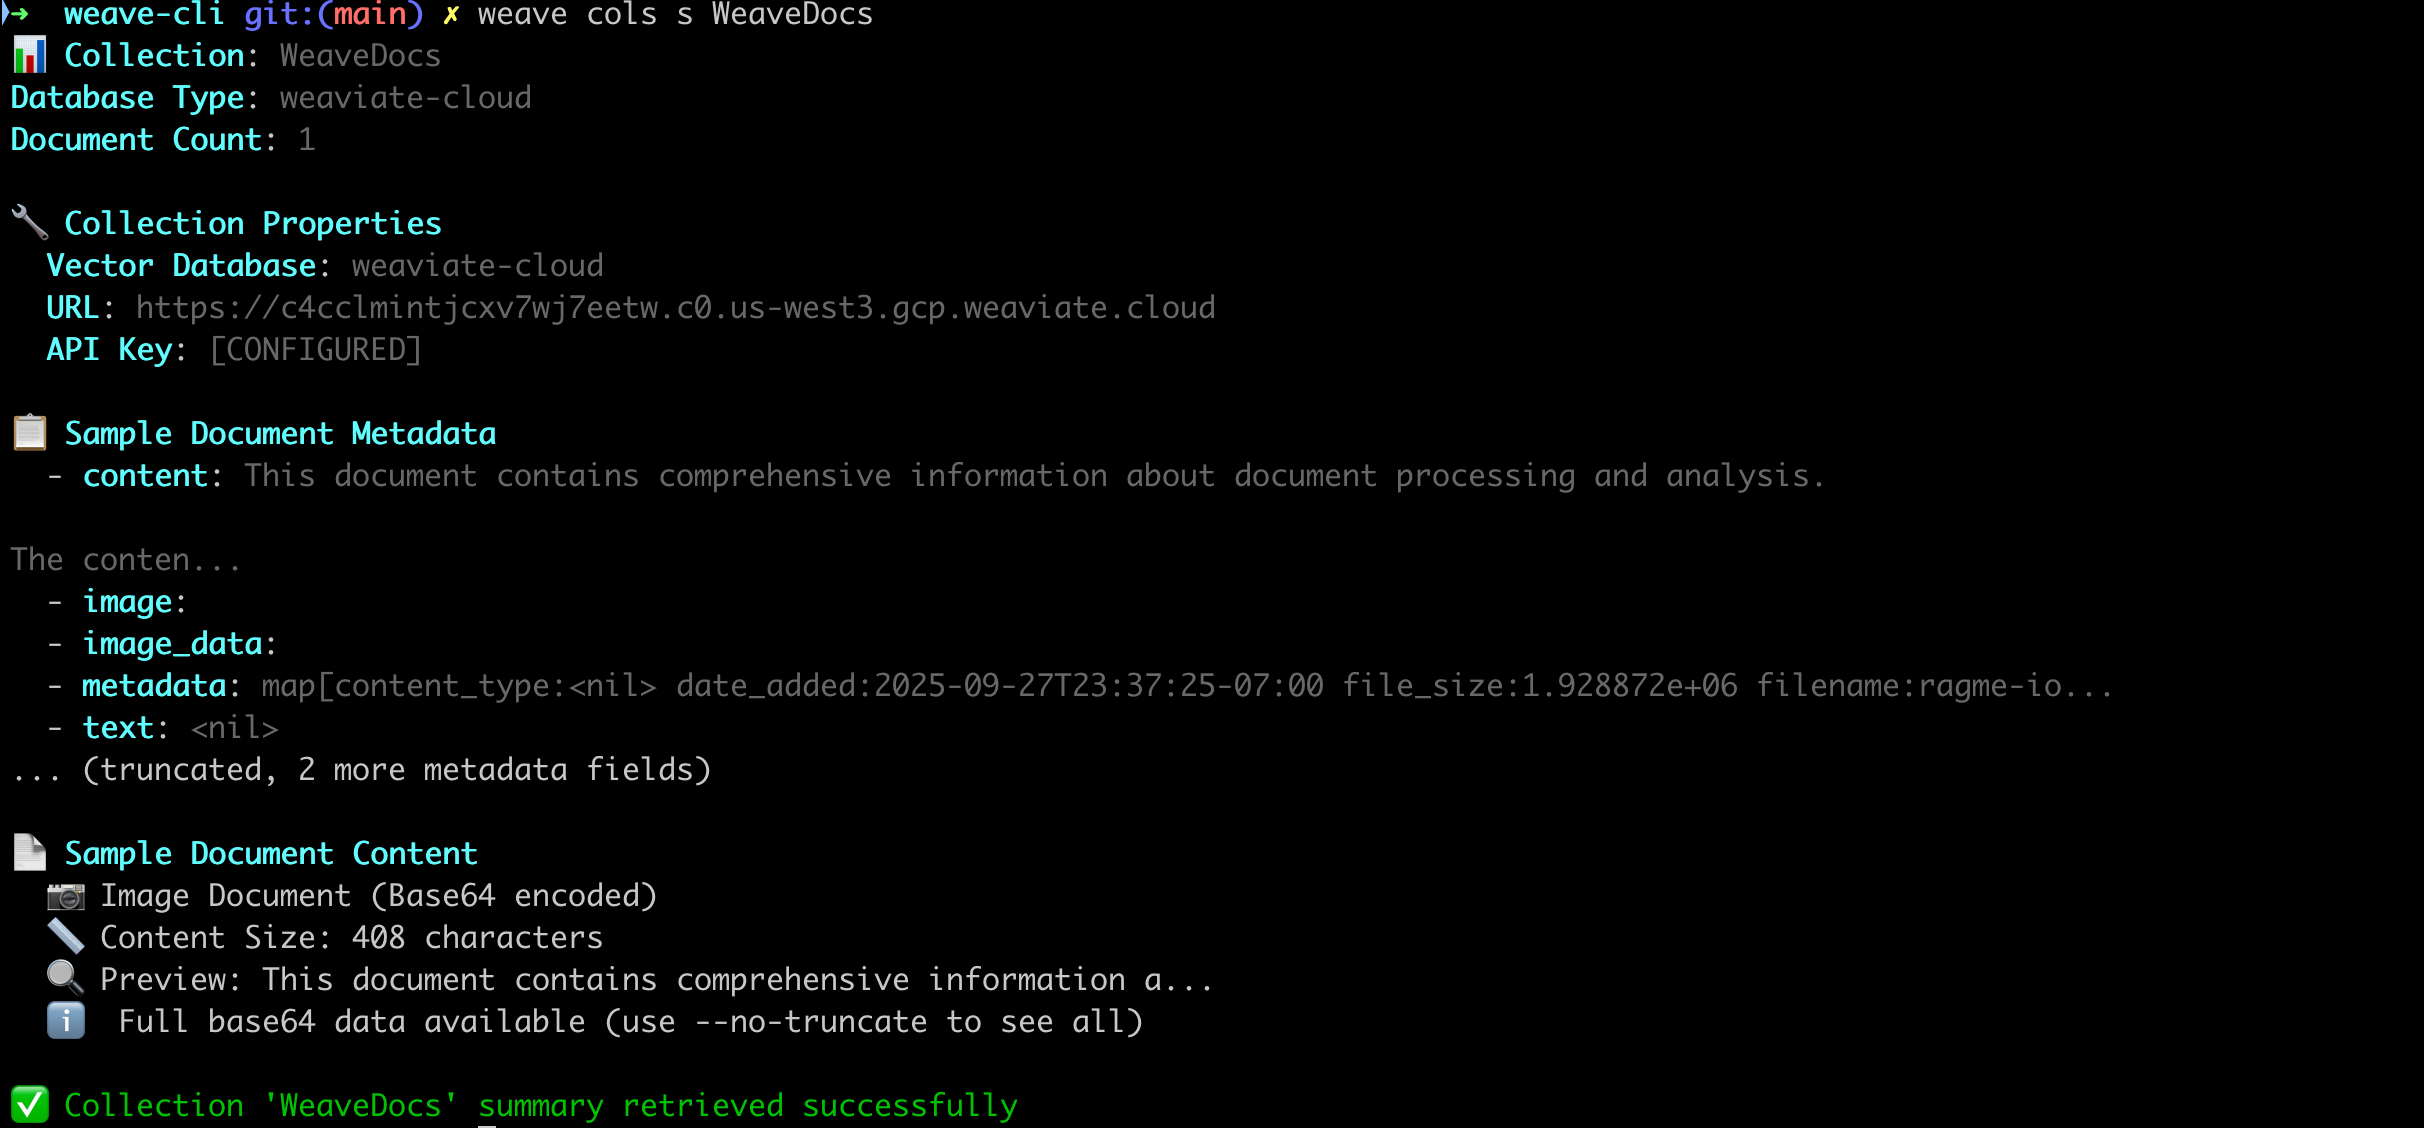 ➜  weave-cli git:(main) ✗ weave cols s WeaveDocs
📊 Collection: WeaveDocs
Database Type: weaviate-cloud
Document Count: 1
🔧 Collection Properties
  Vector Database: weaviate-cloud
  URL: https://c4cclmintjcxv7wj7eetw.c0.us-west3.gcp.weaviate.cloud
  API Key: [CONFIGURED]
📋 Sample Document Metadata
  - content: This document contains comprehensive information about document processing and analysis.
The conten...
  - image:
  - image_data:
  - metadata: map[content_type:<nil> date_added:2025-09-27T23:37:25-07:00 file_size:1.928872e+06 filename:ragme-io...
  - text: <nil>
... (truncated, 2 more metadata fields)
📄 Sample Document Content
  📷 Image Document (Base64 encoded)
  📏 Content Size: 408 characters
  🔍 Preview: This document contains comprehensive information a...
  ℹ️  Full base64 data available (use --no-truncate to see all)
✅ Collection 'WeaveDocs' summary retrieved successfully